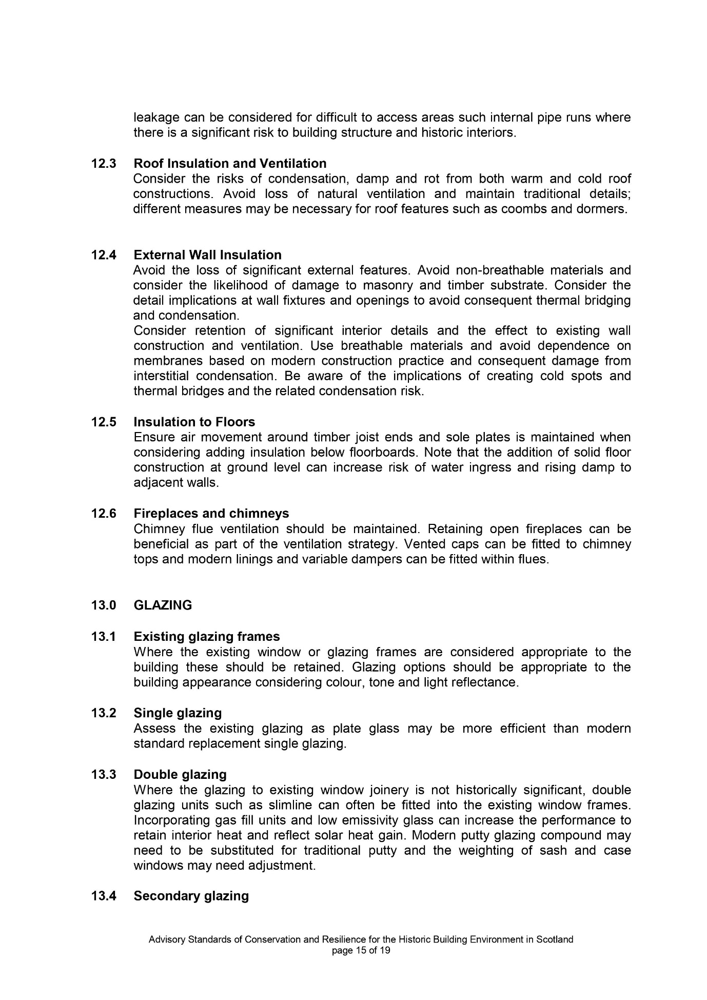 leakage can be considered for difficult to access areas such internal pipe runs where
there is a significant risk to building structure and historic interiors.
12.3 Roof Insulation and Ventilation
Consider the risks of condensation, damp and rot from both warm and cold roof
constructions. Avoid loss of natural ventilation and maintain traditional details;
different measures may be necessary for roof features such as coombs and dormers.
12.4 External Wall Insulation
Avoid the loss of significant external features. Avoid non-breathable materials and
consider the likelihood of damage to masonry and timber substrate. Consider the
detail implications at wall fixtures and openings to avoid consequent thermal bridging
and condensation.
Consider retention of significant interior details and the effect to existing wall
construction and ventilation. Use breathable materials and avoid dependence on
membranes based on modern construction practice and consequent damage from
interstitial condensation. Be aware of the implications of creating cold spots and
thermal bridges and the related condensation risk.
12.5 Insulation to Floors
Ensure air movement around timber joist ends and sole plates is maintained when
considering adding insulation below floorboards. Note that the addition of solid floor
construction at ground level can increase risk of water ingress and rising damp to
adjacent walls.
12.6 Fireplaces and chimneys
Chimney flue ventilation should be maintained. Retaining open fireplaces can be
beneficial as part of the ventilation strategy. Vented caps can be fitted to chimney
tops and modern linings and variable dampers can be fitted within flues.
13.0 GLAZING
13.1 Existing glazing frames
Where the existing window or glazing frames are considered appropriate to the
building these should be retained. Glazing options should be appropriate to the
building appearance considering colour, tone and light reflectance.
13.2 Single glazing
Assess the existing glazing as plate glass may be more efficient than modern
standard replacement single glazing.
13.3 Double glazing
Where the glazing to existing window joinery is not historically significant, double
glazing units such as slimline can often be fitted into the existing window frames.
Incorporating gas fill units and low emissivity glass can increase the performance to
retain interior heat and reflect solar heat gain. Modern putty glazing compound may
need to be substituted for traditional putty and the weighting of sash and case
windows may need adjustment.
13.4 Secondary glazing
Advisory Standards of Conservation and Resilience for the Historic Building Environment in Scotland
page 15 of 19